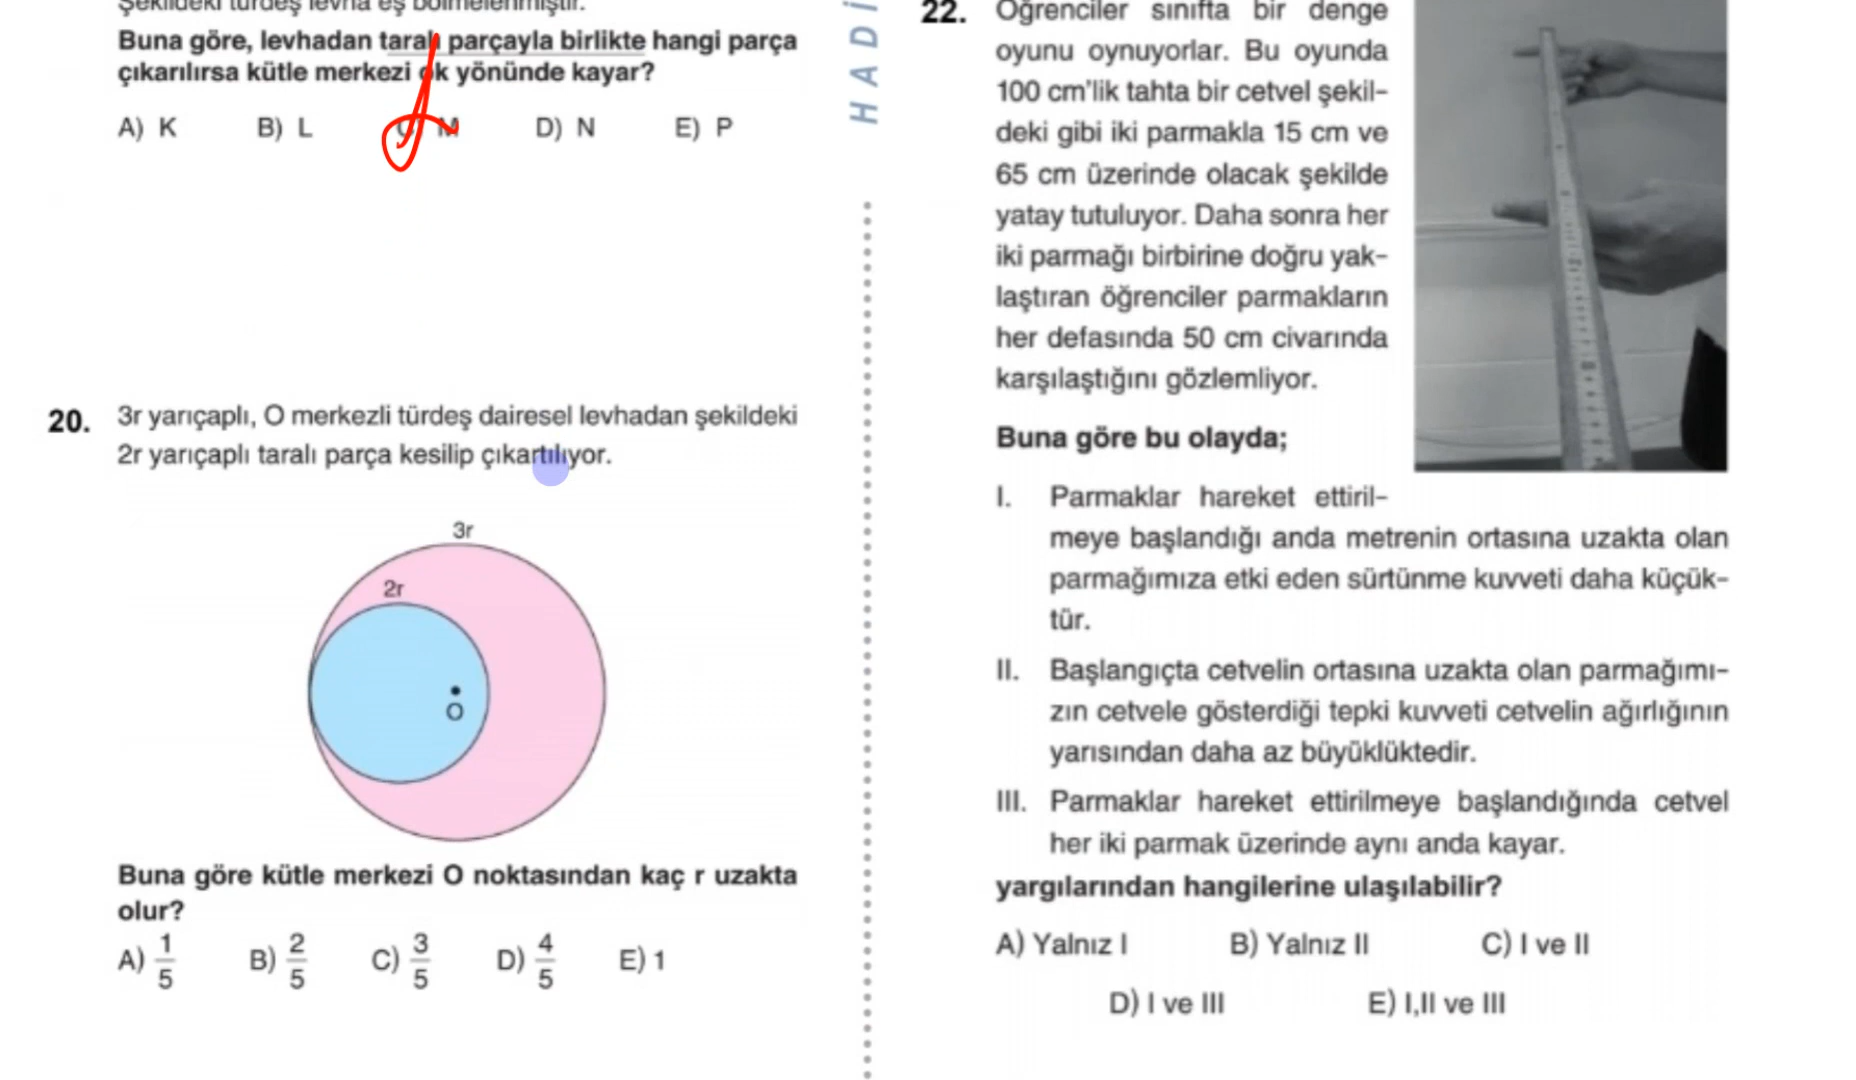 Şekildeki türdeş levha eş bölmelenmiştir.
Buna göre, levhadan taralı parçayla birlikte hangi parça
çıkarılırsa kütle merkezi ok yönünde kayar?
A) K B) L C) M D) N E) P
20. 3r yarıçaplı, O merkezli türdeş dairesel levhadan şekildeki
2r yarıçaplı taralı parça kesilip çıkartılıyor.
3r
2r
O
Buna göre kütle merkezi O noktasından kaç r uzakta
olur?
A) 1/5 B) 2/5 C) 3/5 D) 4/5 E) 1
HADİ
22. Öğrenciler sınıfta bir denge
oyunu oynuyorlar. Bu oyunda
100 cm'lik tahta bir cetvel şekil-
deki gibi iki parmakla 15 cm ve
65 cm üzerinde olacak şekilde
yatay tutuluyor. Daha sonra her
iki parmağı birbirine doğru yak-
laştıran öğrenciler parmakların
her defasında 50 cm civarında
karşılaştığını gözlemliyor.
Buna göre bu olayda;
I. Parmaklar hareket ettiril-
meye başlandığı anda metrenin ortasına uzakta olan
parmağımıza etki eden sürtünme kuvveti daha küçük-
tür.
II. Başlangıçta cetvelin ortasına uzakta olan parmağımı-
zın cetvele gösterdiği tepki kuvveti cetvelin ağırlığının
yarısından daha az büyüklüktedir.
III. Parmaklar hareket ettirilmeye başlandığında cetvel
her iki parmak üzerinde aynı anda kayar.
yargılarından hangilerine ulaşılabilir?
A) Yalnız I B) Yalnız II C) I ve II
D) I ve III E) I,II ve III